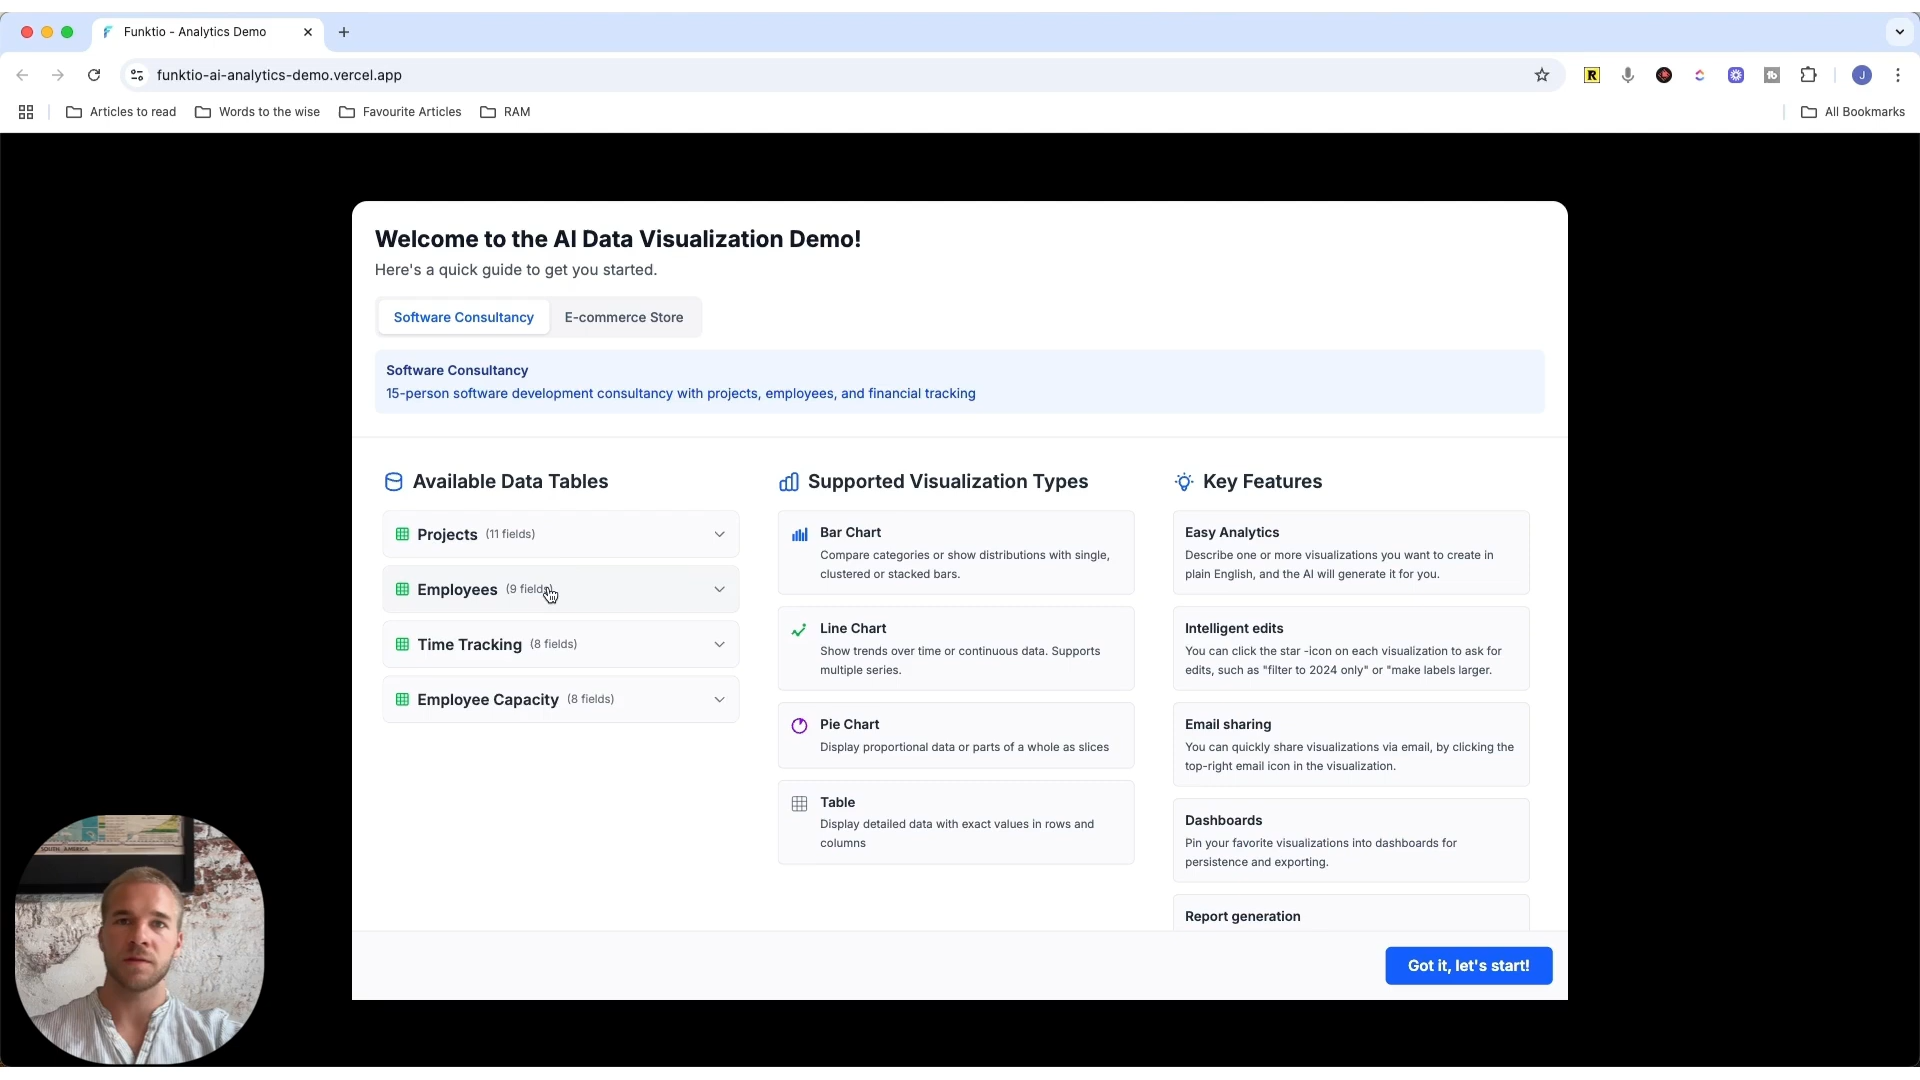 Funktio - Analytics Demo
funktio-ai-analytics-demo.vercel.app
Articles to read
Words to the wise
Favourite Articles
RAM
All Bookmarks
Welcome to the AI Data Visualization Demo!
Here's a quick guide to get you started.
Software Consultancy
E-commerce Store
Software Consultancy
15-person software development consultancy with projects, employees, and financial tracking
Available Data Tables
Projects (11 fields)
Employees (9 fields)
Time Tracking (8 fields)
Employee Capacity (8 fields)
Supported Visualization Types
Bar Chart
Compare categories or show distributions with single,
clustered or stacked bars.
Line Chart
Show trends over time or continuous data. Supports
multiple series.
Pie Chart
Display proportional data or parts of a whole as slices
Table
Display detailed data with exact values in rows and
columns
Key Features
Easy Analytics
Describe one or more visualizations you want to create in
plain English, and the AI will generate it for you.
Intelligent edits
You can click the star -icon on each visualization to ask for
edits, such as "filter to 2024 only" or "make labels larger.
Email sharing
You can quickly share visualizations via email, by clicking the
top-right email icon in the visualization.
Dashboards
Pin your favorite visualizations into dashboards for
persistence and exporting.
Report generation
Got it, let's start!
SOUTH AMERICA
R
tb
J